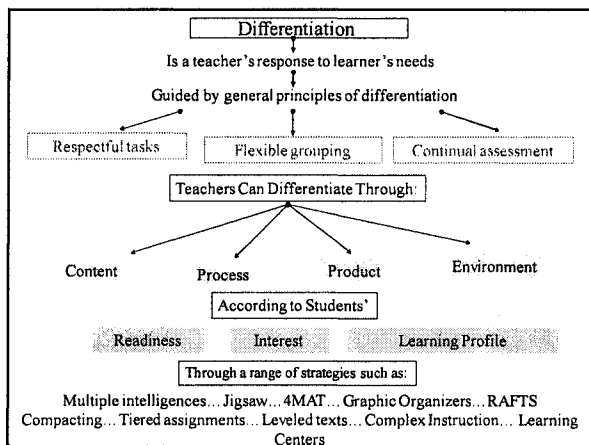 Differentiation
Is a teacher's response to learner's needs
Guided by general principles of differentiation
Respectful tasks
Flexible grouping
Continual assessment
Teachers Can Differentiate Through:
Content
Process
Product
Environment
According to Students'
Readiness
Interest
Learning Profile
Through a range of strategies such as:
Multiple intelligences… Jigsaw… 4MAT… Graphic Organizers… RAFTS
Compacting… Tiered assignments… Leveled texts… Complex Instruction… Learning
Centers